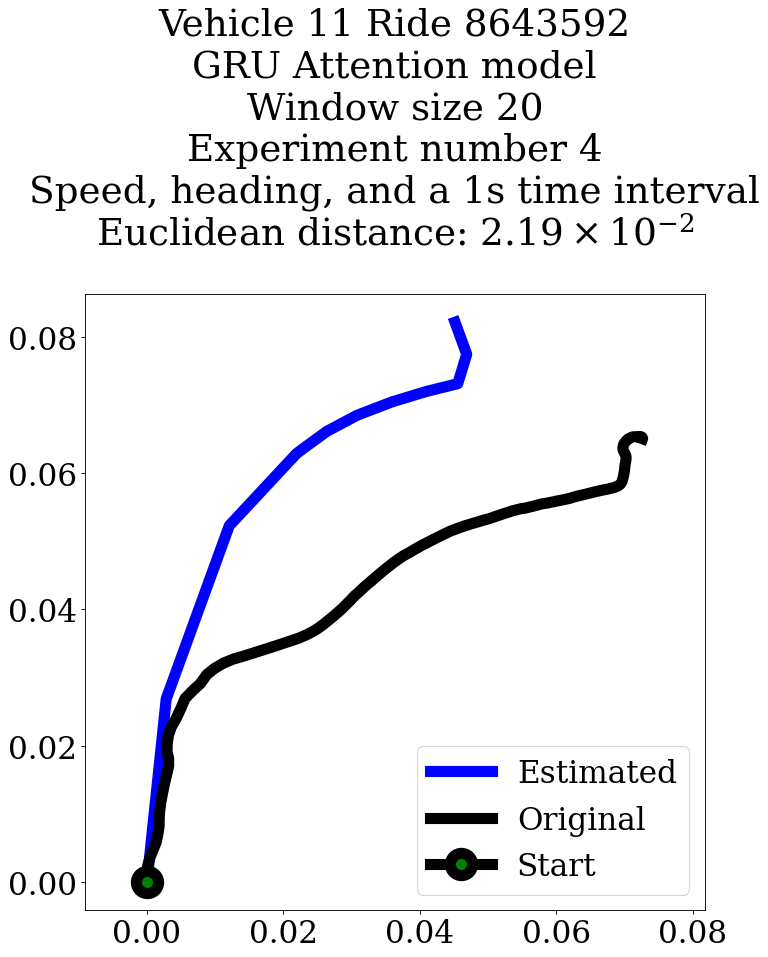 Vehicle 11 Ride 8643592
GRU Attention model
Window size 20
Experiment number 4
Speed, heading, and a 1s time interval
Euclidean distance: 2.19 × 10⁻²
0.08
0.06
0.04
0.02
0.00
Estimated
Original
Start
0.00 0.02 0.04 0.06 0.08